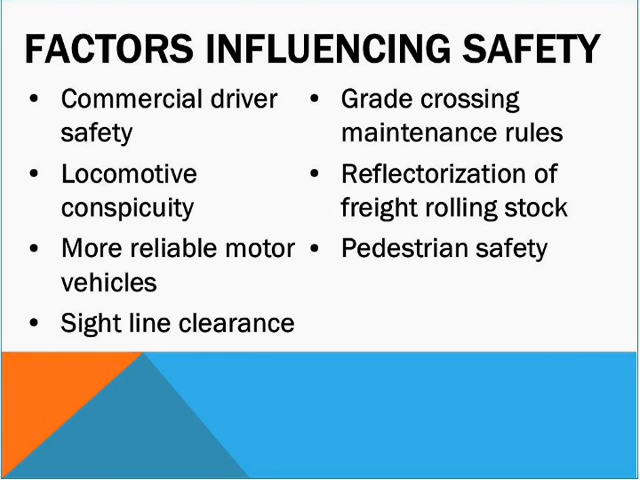 FACTORS INFLUENCING SAFETY
• Commercial driver
safety
• Locomotive
conspicuity
• More reliable motor
vehicles
• Sight line clearance
• Grade crossing
maintenance rules
• Reflectorization of
freight rolling stock
• Pedestrian safety